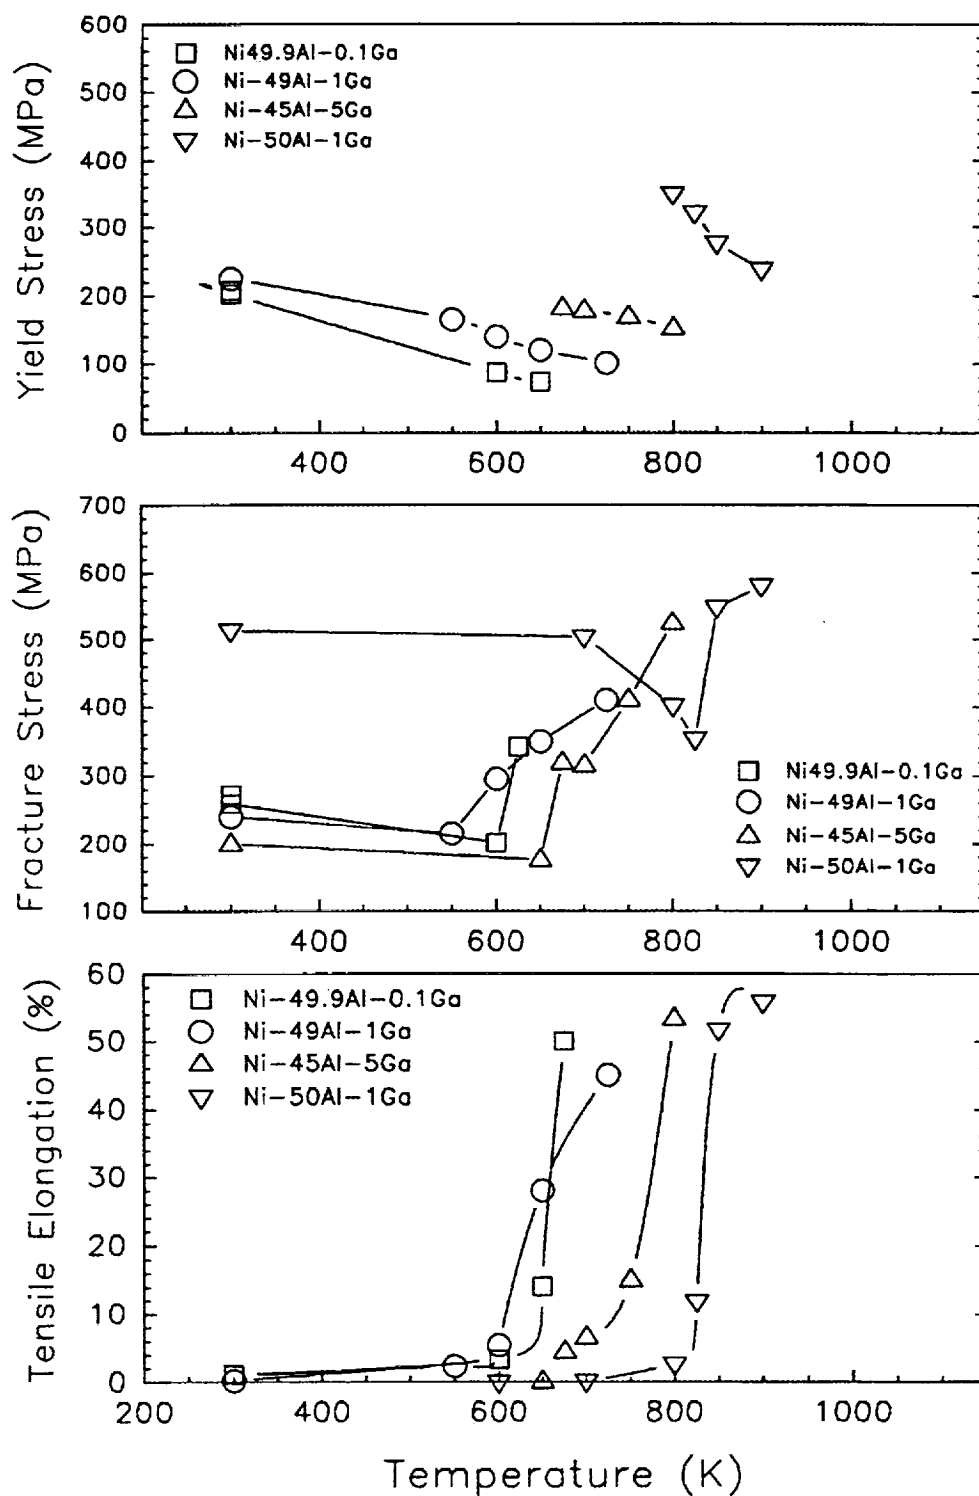 600
500
400
300
200
100
0
Yield Stress (MPa)
Ni49.9Al-0.1Ga
Ni-49Al-1Ga
Ni-45Al-5Ga
Ni-50Al-1Ga
400 600 800 1000
700
600
500
400
300
200
100
Fracture Stress (MPa)
Ni49.9Al-0.1Ga
Ni-49Al-1Ga
Ni-45Al-5Ga
Ni-50Al-1Ga
400 600 800 1000
60
50
40
30
20
10
0
Tensile Elongation (%)
Ni-49.9Al-0.1Ga
Ni-49Al-1Ga
Ni-45Al-5Ga
Ni-50Al-1Ga
200 400 600 800 1000
Temperature (K)